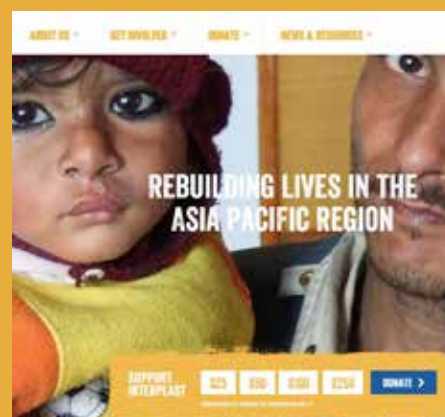 ABOUT US GET INVOLVED DONATE NEWS & RESOURCES
REBUILDING LIVES IN THE
ASIA PACIFIC REGION
SUPPORT
INTERPLAST
$25 $50 $100 $250 DONATE >